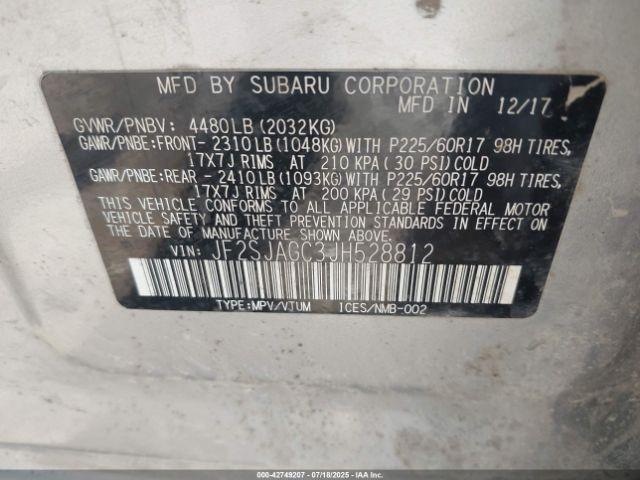 MFD BY SUBARU CORPORATION
MFD IN 12/17
GVWR/PNBV: 4480LB(2032KG)
GAWR/PNBE:FRONT- 2310LB(1048KG)WITH P225/60R17 98H TIRES,
17X7J RIMS AT 210 KPA(30 PSI)COLD
GAWR/PNBE:REAR - 2410LB(1093KG)WITH P225/60R17 98H TIRES,
17X7J RIMS AT 200 KPA(29 PSI)COLD
THIS VEHICLE CONFORMS TO ALL APPLICABLE FEDERAL MOTOR
VEHICLE SAFETY AND THEFT PREVENTION STANDARDS IN EFFECT ON
THE DATE OF MANUFACTURE SHOWN ABOVE.
VIN: JF2SJAGC3JH528812
TYPE:MPV/VTUM ICES/NMB-002
000-42749207 - 07/18/2025 - IAAI.COM